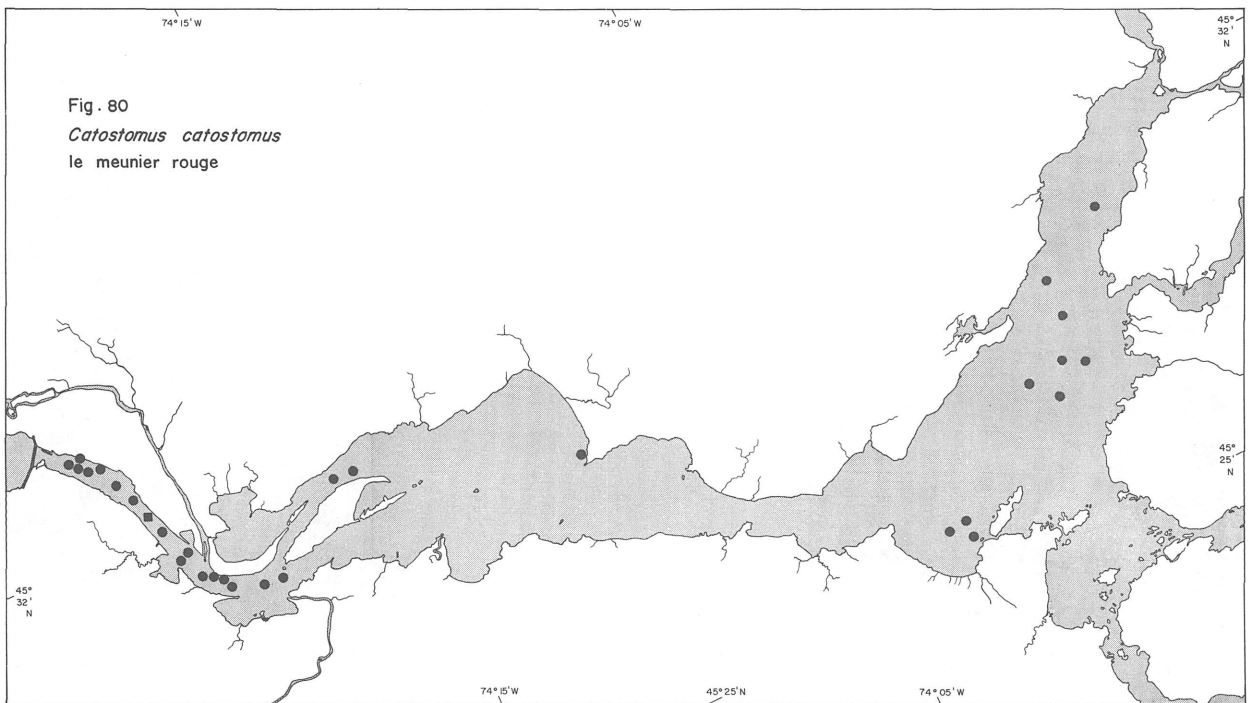 74° 15' W
74° 05' W
45°
32'
N
Fig. 80
Catostomus catostomus
le meunier rouge
45°
25'
N
45°
32'
N
74° 15' W
45° 25' N
74° 05' W